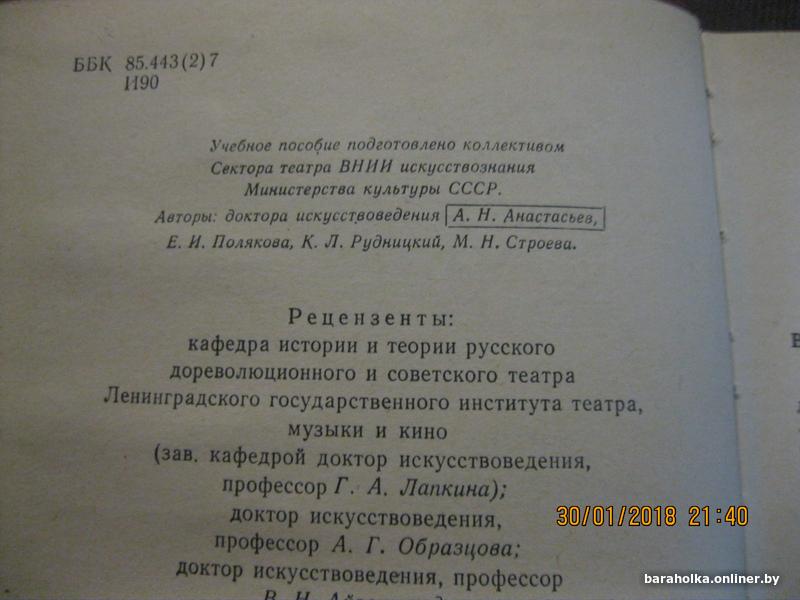 ББК 85.443(2)7
И90
Учебное пособие подготовлено коллективом
Сектора театра ВНИИ искусствознания
Министерства культуры СССР.
Авторы: доктора искусствоведения А. Н. Анастасьев,
Е. И. Полякова, К. Л. Рудницкий, М. Н. Строева.
Рецензенты:
кафедра истории и теории русского
дореволюционного и советского театра
Ленинградского государственного института театра,
музыки и кино
(зав. кафедрой доктор искусствоведения,
профессор Г. А. Лапкина);
доктор искусствоведения,
профессор А. Г. Образцова;
доктор искусствоведения, профессор
30/01/2018 21:40
baraholka.onliner.by